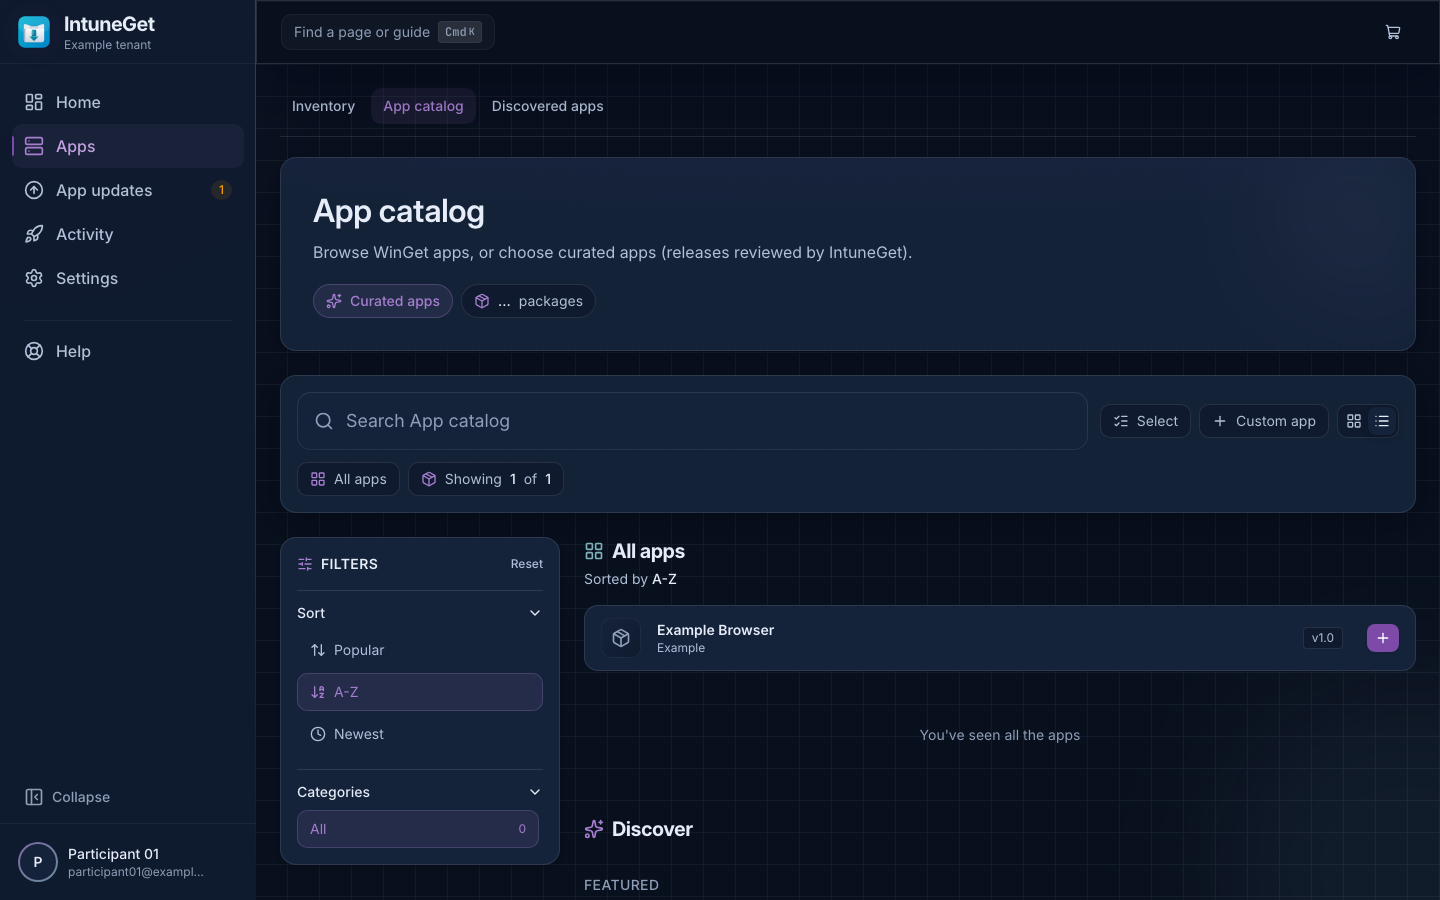 IntuneGet
Example tenant
Find a page or guide Cmd K
Home
Apps
App updates 1
Activity
Settings
Help
Collapse
P
Participant 01
participant01@exampl...
Inventory App catalog Discovered apps
App catalog
Browse WinGet apps, or choose curated apps (releases reviewed by IntuneGet).
Curated apps ... packages
Search App catalog
Select
Custom app
All apps Showing 1 of 1
FILTERS Reset
Sort
Popular
A-Z
Newest
Categories
All 0
All apps
Sorted by A-Z
Example Browser
Example
v1.0
You've seen all the apps
Discover
FEATURED